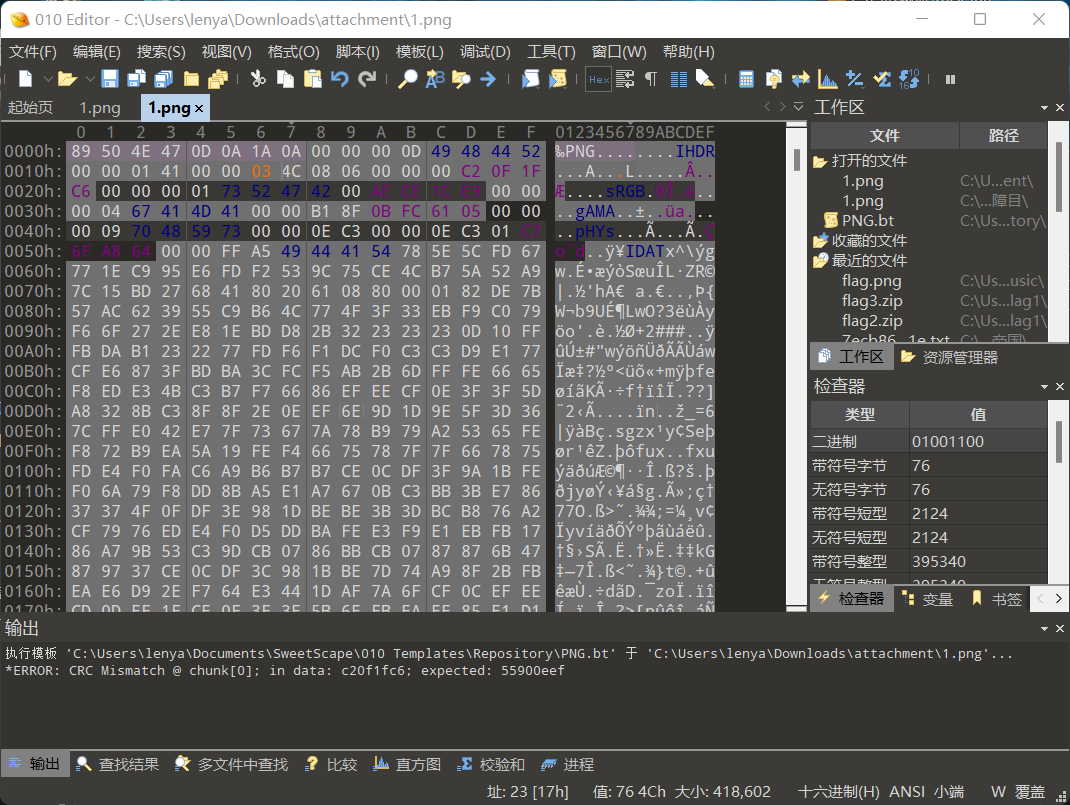 010 Editor - C:\Users\lenya\Downloads\attachment\1.png
文件(F) 编辑(E) 搜索(S) 视图(V) 格式(O) 脚本(I) 模板(L) 调试(D) 工具(T) 窗口(W) 帮助(H)
Hex
起始页 1.png 1.png ×
0 1 2 3 4 5 6 7 8 9 A B C D E F 0123456789ABCDEF
0000h: 89 50 4E 47 0D 0A 1A 0A 00 00 00 0D 49 48 44 52 ‰PNG........IHDR
0010h: 00 00 01 41 00 00 03 4C 08 06 00 00 00 C2 0F 1F ...A...L.....Â..
0020h: C6 00 00 00 01 73 52 47 42 00 AE CE 1C E9 00 00 Æ....sRGB.®Î.é..
0030h: 00 04 67 41 4D 41 00 00 B1 8F 0B FC 61 05 00 00 ..gAMA..±..üa...
0040h: 00 09 70 48 59 73 00 00 0E C3 00 00 0E C3 01 C7 ..pHYs...Ã...Ã.Ç
0050h: 6F A8 64 00 00 FF A5 49 44 41 54 78 5E 5C FD 67 o¨d..ÿ¥IDATx^\ýg
0060h: 77 1E C9 95 E6 FD F2 53 9C 75 CE 4C B7 5A 52 A9 w.É•æýòSœuÎL·ZR©
0070h: 7C 15 BD 27 68 41 80 20 61 08 80 00 01 82 DE 7B |.½'hA€ a.€..‚Þ{
0080h: 57 AC 62 39 55 C9 B6 4C 77 4F 3F 33 EB F9 C0 79 W¬b9UÉ¶LwO?3ëùÀy
0090h: F6 6F 27 2E E8 1E BD D8 2B 32 23 23 23 0D 10 FF öo'.è.½Ø+2###..ÿ
00A0h: FB DA B1 23 22 77 FD F6 F1 DC F0 C3 C3 D9 E1 77 ûÚ±#"wýöñÜðÃÃÙáw
00B0h: CF E6 87 3F BD BA 3C FC F5 AB 2B 6D FF FE 66 65 Ïæ‡?½º<üõ«+mÿþfe
00C0h: F8 ED E3 4B C3 B7 F7 66 86 EF EE CF 0E 3F 3F 5D øíãKÃ·÷f†ïîÏ.??]
00D0h: A8 32 8B C3 8F 8F 2E 0E EF 6E 9D 1D 9E 5F 3D 36 ¨2‹Ã....ïn..ž_=6
00E0h: 7C FF E0 42 E7 7F 73 67 7A 78 B9 79 A2 53 65 FE |ÿàBç.sgzx¹y¢Seþ
00F0h: F8 72 B9 EA 5A 19 FE F4 66 75 78 7F 7F 66 78 75 ør¹êZ.þôfux..fxu
0100h: FD E4 F0 FA C6 A9 B6 B7 B7 CE 0C DF 3F 9A 1B FE ýäðúÆ©¶··Î.ß?š.þ
0110h: F0 6A 79 F8 DD 8B A5 E1 A7 67 0B C3 BB 3B E7 86 ðjyøÝ‹¥á§g.Ã»;ç†
0120h: 37 37 4F 0F DF 3E 98 1D BE BE 3B 3D BC B8 76 A2 77O.ß>˜.¾¾;=¼¸v¢
0130h: CF 79 76 ED E4 F0 D5 DD BA FE E3 F9 E1 EB FB 17 ÏyvíäðÕÝºþãùáëû.
0140h: 86 A7 9B 53 C3 9D CB 07 86 BB CB 07 87 87 6B 47 †§›SÃ.Ë.†»Ë.‡‡kG
0150h: 87 97 37 CE 0C DF 3C 98 1B BE 7D 74 A9 8F 2B FB ‡—7Î.ß<˜.¾}t©.+û
0160h: EA E6 D9 2E F7 64 E3 44 1D AF 7A 6F CF 0C EF EE êæÙ.÷dãD.¯zoÏ.ïî
工作区
文件 路径
打开的文件
1.png C:\U...ent\
1.png C:\...障目\
PNG.bt C:\Us...tory\
收藏的文件
最近的文件
flag.png C:\Us...usic\
flag3.zip C:\Us...lag1\
flag2.zip C:\Us...lag1\
工作区 资源管理器
检查器
类型 值
二进制 01001100
带符号字节 76
无符号字节 76
带符号短型 2124
无符号短型 2124
带符号整型 395340
无符号整型 395340
检查器 变量 书签
输出
执行模板 'C:\Users\lenya\Documents\SweetScape\010 Templates\Repository\PNG.bt' 于 'C:\Users\lenya\Downloads\attachment\1.png'...
*ERROR: CRC Mismatch @ chunk[0]; in data: c20f1fc6; expected: 55900eef
输出 查找结果 多文件中查找 比较 直方图 校验和 进程
址: 23 [17h] 值: 76 4Ch 大小: 418,602 十六进制(H) ANSI 小端 W 覆盖